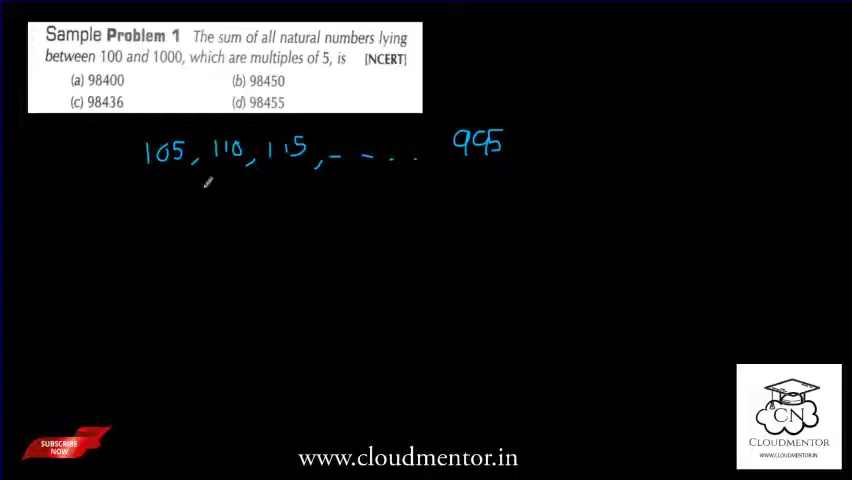 Sample Problem 1 The sum of all natural numbers lying
between 100 and 1000, which are multiples of 5, is [NCERT]
(a) 98400 (b) 98450
(c) 98436 (d) 98455
105, 110, 115, - - . . 995
SUBSCRIBE
NOW
www.cloudmentor.in
CN
CLOUDMENTOR
WWW.CLOUDMENTOR.IN